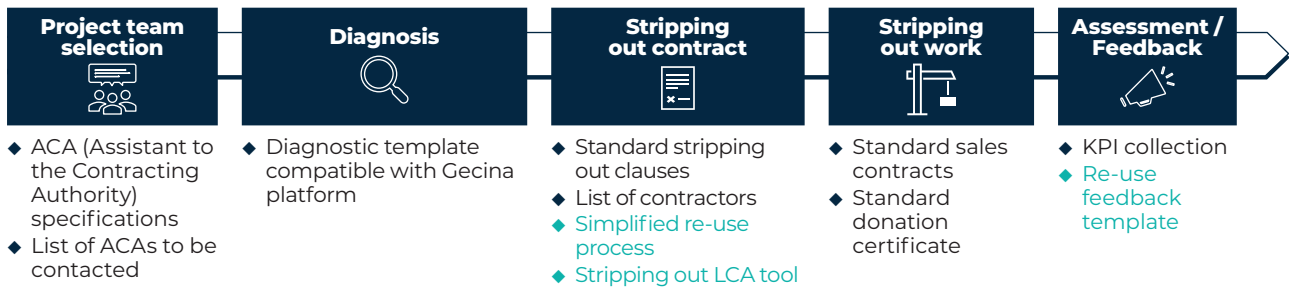 Project team
selection
Diagnosis
Stripping
out contract
Stripping
out work
Assessment /
Feedback
◆ ACA (Assistant to
the Contracting
Authority)
specifications
◆ List of ACAs to be
contacted
◆ Diagnostic template
compatible with Gecina
platform
◆ Standard stripping
out clauses
◆ List of contractors
◆ Simplified re-use
process
◆ Stripping out LCA tool
◆ Standard sales
contracts
◆ Standard
donation
certificate
◆ KPI collection
◆ Re-use
feedback
template